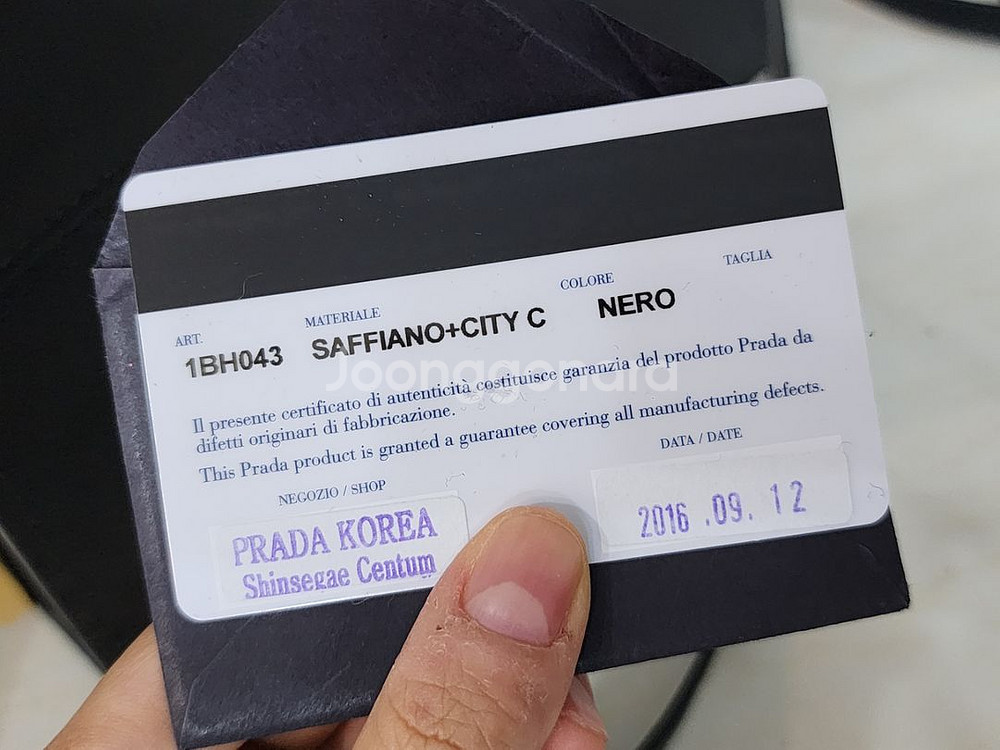 ART.
MATERIALE
COLORE
TAGLIA
1BH043
SAFFIANO+CITY C
NERO
Il presente certificato di autenticità costituisce garanzia del prodotto Prada da
difetti originari di fabbricazione.
This Prada product is granted a guarantee covering all manufacturing defects.
NEGOZIO / SHOP
DATA / DATE
PRADA KOREA
Shinsegae Centum
2016 .09. 12
Joonggonara